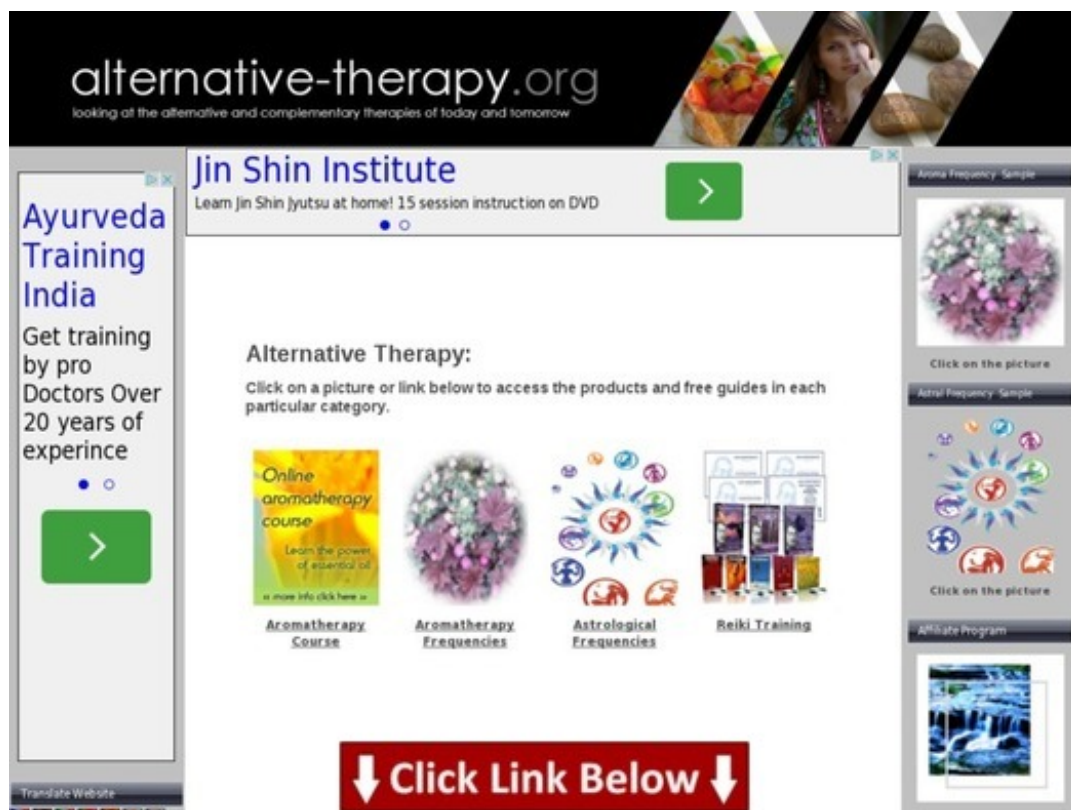 alternative-therapy.org
looking at the alternative and complementary therapies of today and tomorrow
Ayurveda
Training
India
Get training
by pro
Doctors Over
20 years of
experince
Translate Website
Jin Shin Institute
Learn Jin Shin Jyutsu at home! 15 session instruction on DVD
Alternative Therapy:
Click on a picture or link below to access the products and free guides in each
particular category.
Online
aromatherapy
course
Learn the power
of essential oil
» more info click here »
Aromatherapy
Course
Aromatherapy
Frequencies
Astrological
Frequencies
Reiki Training
Click Link Below
Aroma Frequency Sample
Click on the picture
Astral Frequency Sample
Click on the picture
Affiliate Program